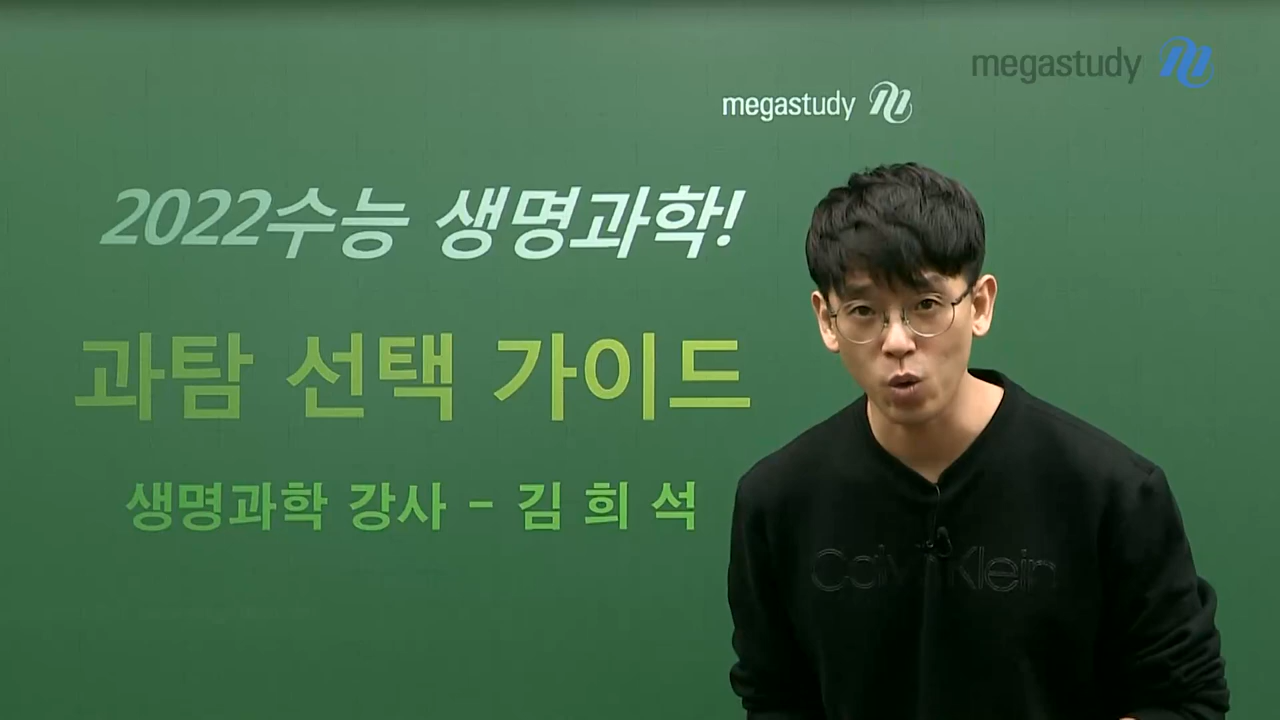 megastudy
megastudy
2022수능 생명과학!
과탐 선택 가이드
생명과학 강사 - 김 희 석
Calvin Klein